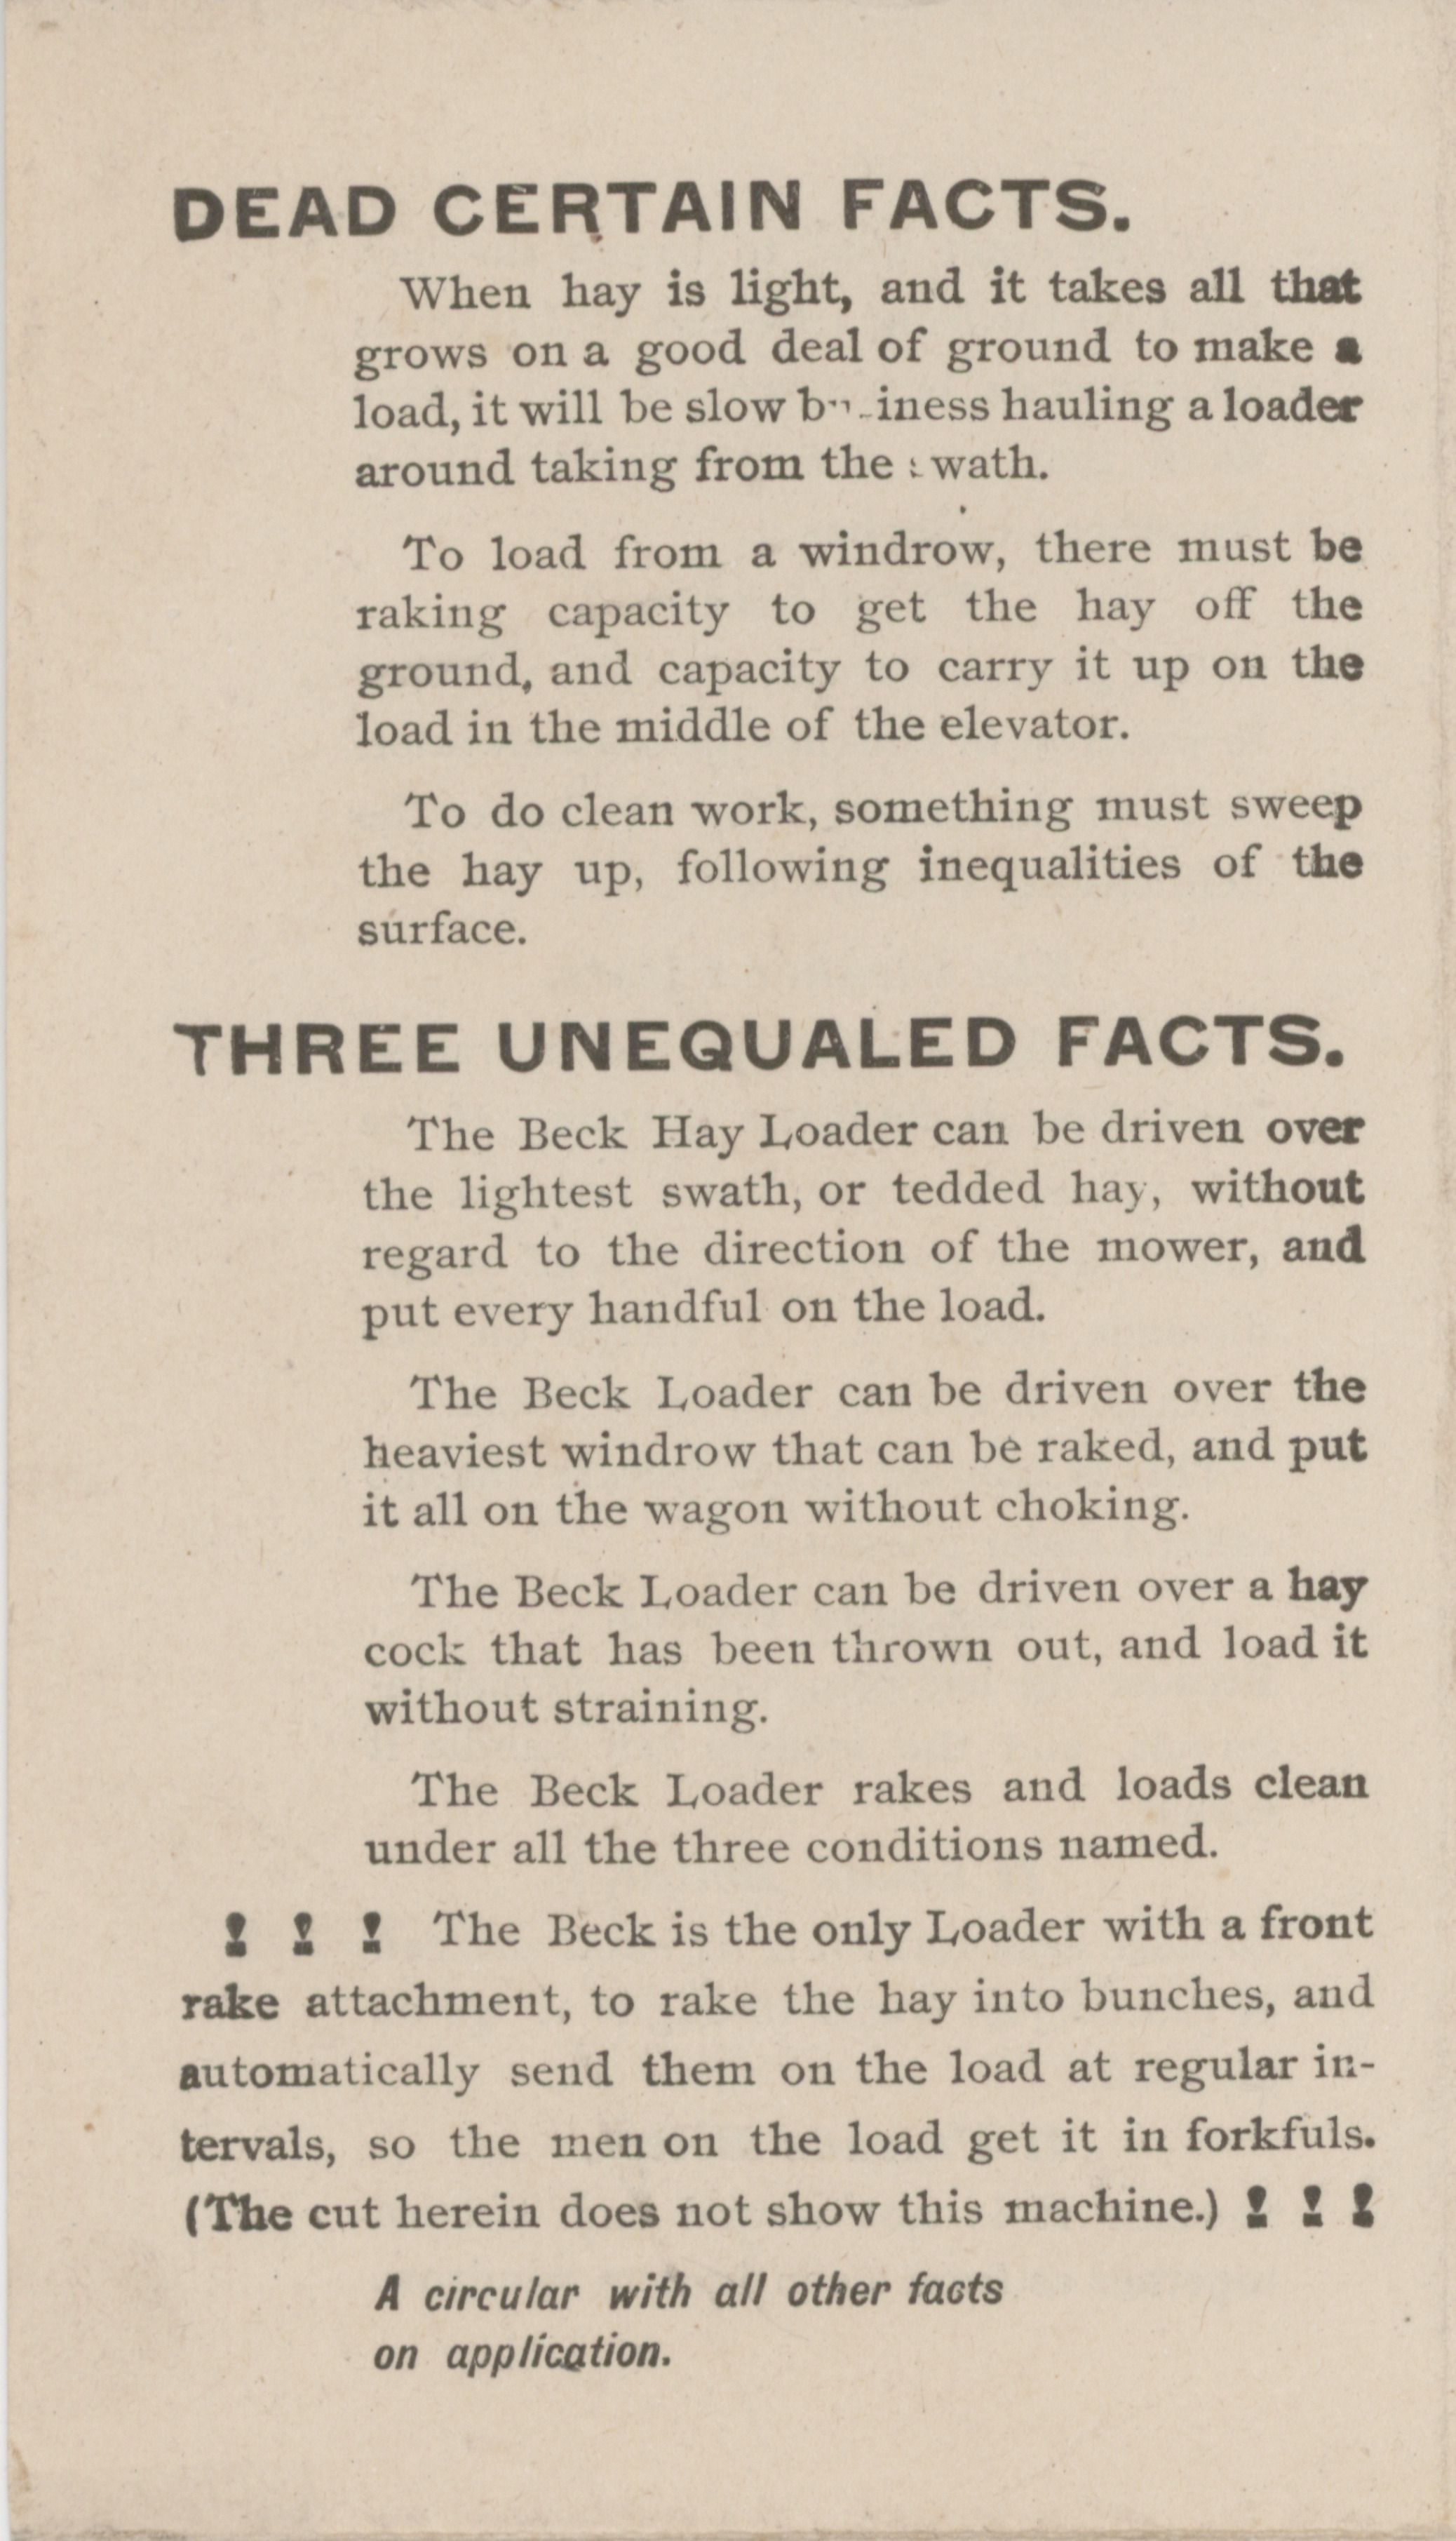 DEAD CERTAIN FACTS.
When hay is light, and it takes all that
grows on a good deal of ground to make a
load, it will be slow business hauling a loader
around taking from the swath.
To load from a windrow, there must be
raking capacity to get the hay off the
ground, and capacity to carry it up on the
load in the middle of the elevator.
To do clean work, something must sweep
the hay up, following inequalities of the
surface.
THREE UNEQUALED FACTS.
The Beck Hay Loader can be driven over
the lightest swath, or tedded hay, without
regard to the direction of the mower, and
put every handful on the load.
The Beck Loader can be driven over the
heaviest windrow that can be raked, and put
it all on the wagon without choking.
The Beck Loader can be driven over a hay
cock that has been thrown out, and load it
without straining.
The Beck Loader rakes and loads clean
under all the three conditions named.
! ! ! The Beck is the only Loader with a front
rake attachment, to rake the hay into bunches, and
automatically send them on the load at regular in-
tervals, so the men on the load get it in forkfuls.
(The cut herein does not show this machine.) ! ! !
A circular with all other facts
on application.